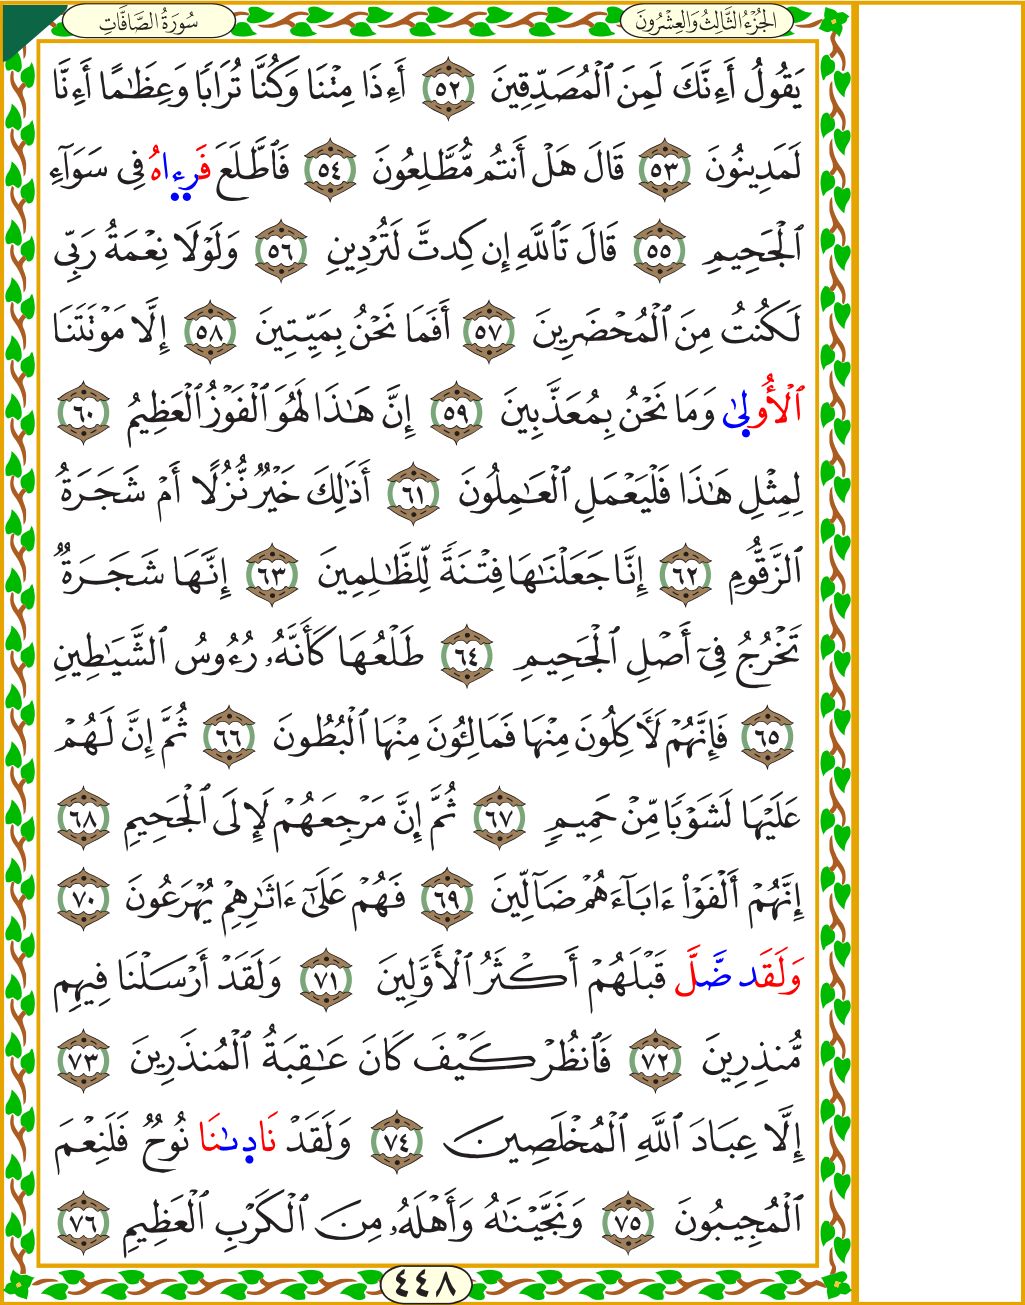 الجُزْءُ الثَّالِثُ وَالعِشْرُونَ
سُورَةُ الصَّافَّاتِ
يَقُولُ أَءِنَّكَ لَمِنَ ٱلْمُصَدِّقِينَ ٥٢ أَءِذَا مِتْنَا وَكُنَّا تُرَابًا وَعِظَٰمًا أَءِنَّا
لَمَدِينُونَ ٥٣ قَالَ هَلْ أَنتُم مُّطَّلِعُونَ ٥٤ فَٱطَّلَعَ فَرِءِاهُ فِى سَوَآءِ
ٱلْجَحِيمِ ٥٥ قَالَ تَٱللَّهِ إِن كِدتَّ لَتُرْدِينِ ٥٦ وَلَوْلَا نِعْمَةُ رَبِّى
لَكُنتُ مِنَ ٱلْمُحْضَرِينَ ٥٧ أَفَمَا نَحْنُ بِمَيِّتِينَ ٥٨ إِلَّا مَوْتَتَنَا
ٱلْأُولِىٰ وَمَا نَحْنُ بِمُعَذَّبِينَ ٥٩ إِنَّ هَٰذَا لَهُوَ ٱلْفَوْزُ ٱلْعَظِيمُ ٦٠
لِمِثْلِ هَٰذَا فَلْيَعْمَلِ ٱلْعَٰمِلُونَ ٦١ أَذَٰلِكَ خَيْرٌ نُّزُلًا أَمْ شَجَرَةُ
ٱلزَّقُّومِ ٦٢ إِنَّا جَعَلْنَٰهَا فِتْنَةً لِّلظَّٰلِمِينَ ٦٣ إِنَّهَا شَجَرَةٌ
تَخْرُجُ فِىٓ أَصْلِ ٱلْجَحِيمِ ٦٤ طَلْعُهَا كَأَنَّهُۥ رُءُوسُ ٱلشَّيَٰطِينِ
٦٥ فَإِنَّهُمْ لَءَاكِلُونَ مِنْهَا فَمَالِـُٔونَ مِنْهَا ٱلْبُطُونَ ٦٦ ثُمَّ إِنَّ لَهُمْ
عَلَيْهَا لَشَوْبًا مِّنْ حَمِيمٍ ٦٧ ثُمَّ إِنَّ مَرْجِعَهُمْ لَإِلَى ٱلْجَحِيمِ ٦٨
إِنَّهُمْ أَلْفَوْا۟ ءَابَآءَهُمْ ضَآلِّينَ ٦٩ فَهُمْ عَلَىٰٓ ءَاثَٰرِهِمْ يُهْرَعُونَ ٧٠
وَلَقَد ضَّلَّ قَبْلَهُمْ أَكْثَرُ ٱلْأَوَّلِينَ ٧١ وَلَقَدْ أَرْسَلْنَا فِيهِم
مُّنذِرِينَ ٧٢ فَٱنظُرْ كَيْفَ كَانَ عَٰقِبَةُ ٱلْمُنذَرِينَ ٧٣
إِلَّا عِبَادَ ٱللَّهِ ٱلْمُخْلَصِينَ ٧٤ وَلَقَدْ نَادِىٰنَا نُوحٌ فَلَنِعْمَ
ٱلْمُجِيبُونَ ٧٥ وَنَجَّيْنَٰهُ وَأَهْلَهُۥ مِنَ ٱلْكَرْبِ ٱلْعَظِيمِ ٧٦
٤٤٨